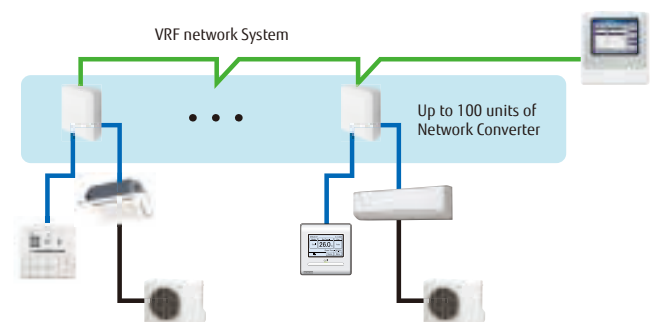 VRF network System
Up to 100 units of
Network Converter
26.0